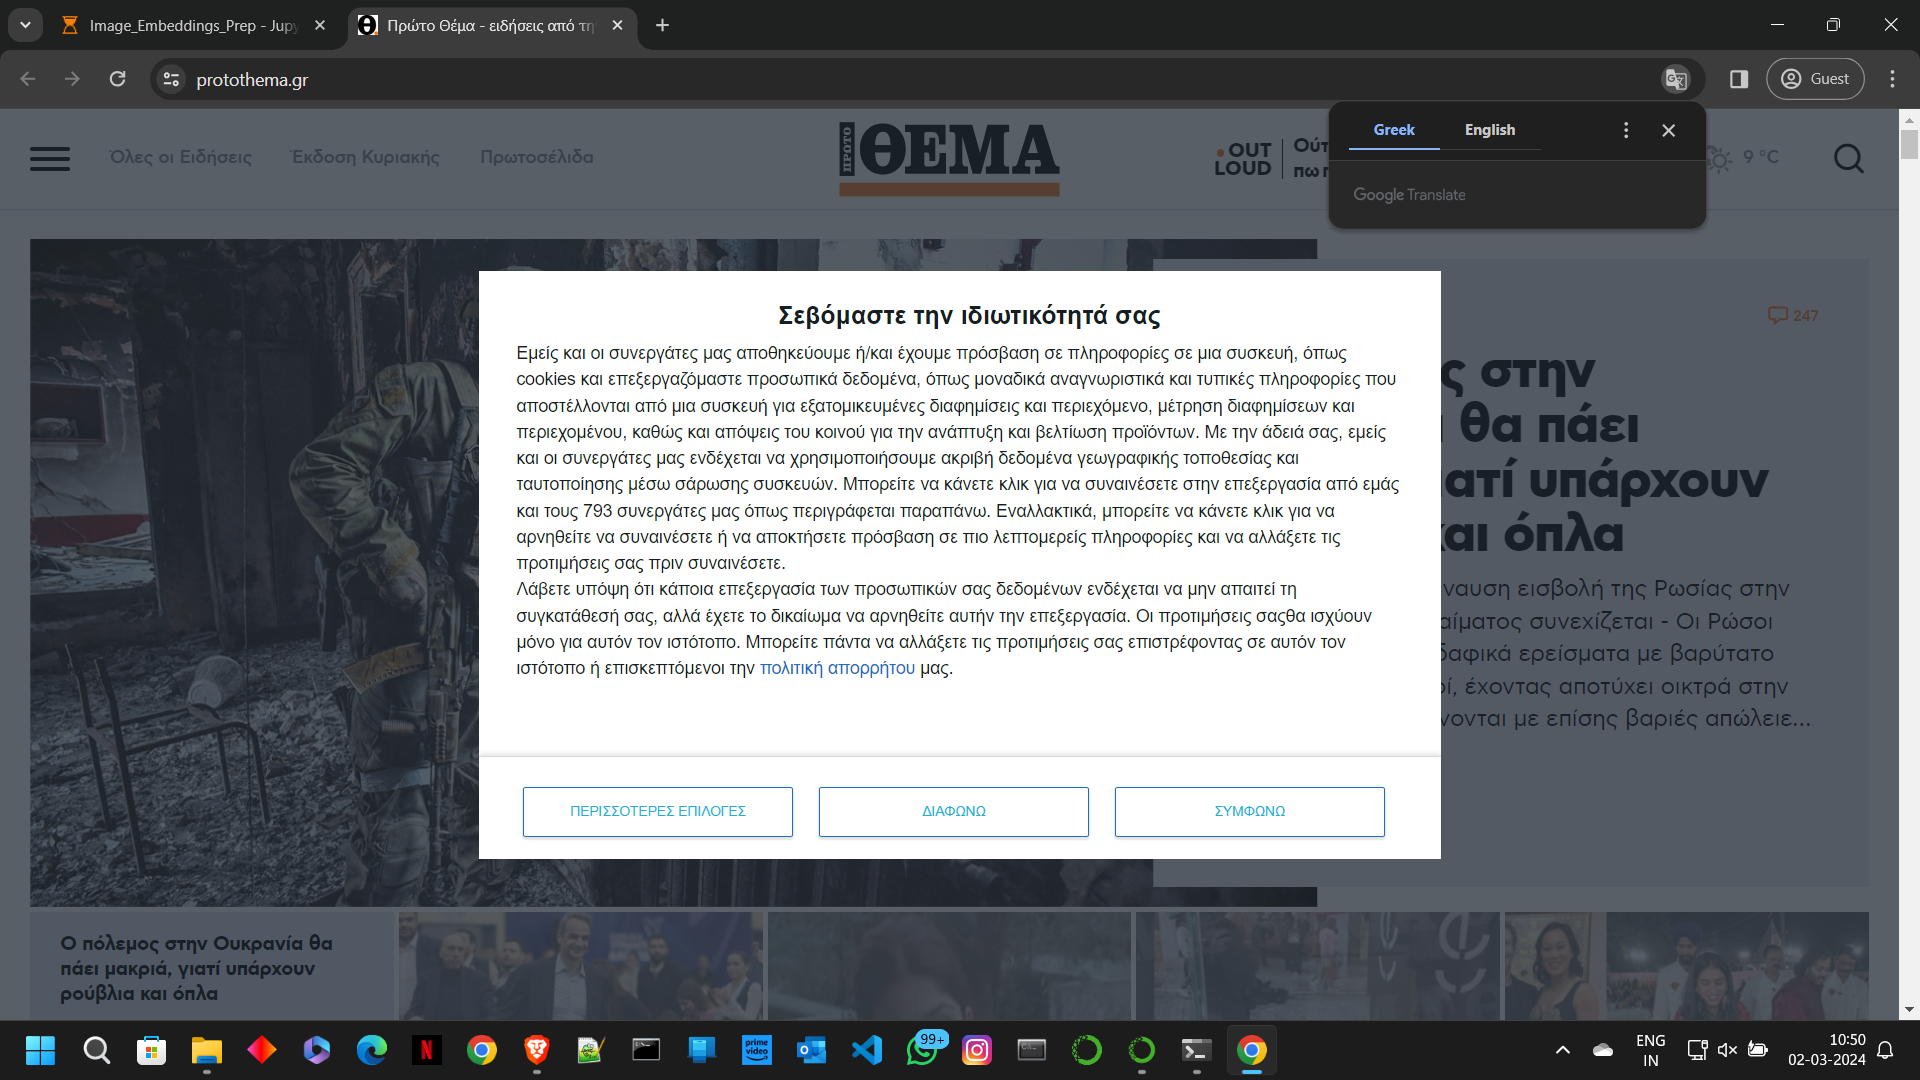 Image_Embeddings_Prep - Jupy
Πρώτο Θέμα - ειδήσεις από τη
protothema.gr
Guest
Greek
English
Google Translate
Όλες οι Ειδήσεις
Έκδοση Κυριακής
Πρωτοσέλιδα
ΠΡΩΤΟ ΘΕΜΑ
OUT
LOUD
Ούτ
πω π
9 °C
247
Σεβόμαστε την ιδιωτικότητά σας
Εμείς και οι συνεργάτες μας αποθηκεύουμε ή/και έχουμε πρόσβαση σε πληροφορίες σε μια συσκευή, όπως
cookies και επεξεργαζόμαστε προσωπικά δεδομένα, όπως μοναδικά αναγνωριστικά και τυπικές πληροφορίες που
αποστέλλονται από μια συσκευή για εξατομικευμένες διαφημίσεις και περιεχόμενο, μέτρηση διαφημίσεων και
περιεχομένου, καθώς και απόψεις του κοινού για την ανάπτυξη και βελτίωση προϊόντων. Με την άδειά σας, εμείς
και οι συνεργάτες μας ενδέχεται να χρησιμοποιήσουμε ακριβή δεδομένα γεωγραφικής τοποθεσίας και
ταυτοποίησης μέσω σάρωσης συσκευών. Μπορείτε να κάνετε κλικ για να συναινέσετε στην επεξεργασία από εμάς
και τους 793 συνεργάτες μας όπως περιγράφεται παραπάνω. Εναλλακτικά, μπορείτε να κάνετε κλικ για να
αρνηθείτε να συναινέσετε ή να αποκτήσετε πρόσβαση σε πιο λεπτομερείς πληροφορίες και να αλλάξετε τις
προτιμήσεις σας πριν συναινέσετε.
Λάβετε υπόψη ότι κάποια επεξεργασία των προσωπικών σας δεδομένων ενδέχεται να μην απαιτεί τη
συγκατάθεσή σας, αλλά έχετε το δικαίωμα να αρνηθείτε αυτήν την επεξεργασία. Οι προτιμήσεις σαςθα ισχύουν
μόνο για αυτόν τον ιστότοπο. Μπορείτε πάντα να αλλάξετε τις προτιμήσεις σας επιστρέφοντας σε αυτόν τον
ιστότοπο ή επισκεπτόμενοι την πολιτική απορρήτου μας.
ΠΕΡΙΣΣΟΤΕΡΕΣ ΕΠΙΛΟΓΕΣ
ΔΙΑΦΩΝΩ
ΣΥΜΦΩΝΩ
ς στην
θα πάει
ατί υπάρχουν
αι όπλα
ναυση εισβολή της Ρωσίας στην
αίματος συνεχίζεται - Οι Ρώσοι
δαφικά ερείσματα με βαρύτατο
οί, έχοντας αποτύχει οικτρά στην
νονται με επίσης βαριές απώλειε...
Ο πόλεμος στην Ουκρανία θα
πάει μακριά, γιατί υπάρχουν
ρούβλια και όπλα
prime
video
99+
ENG
IN
10:50
02-03-2024